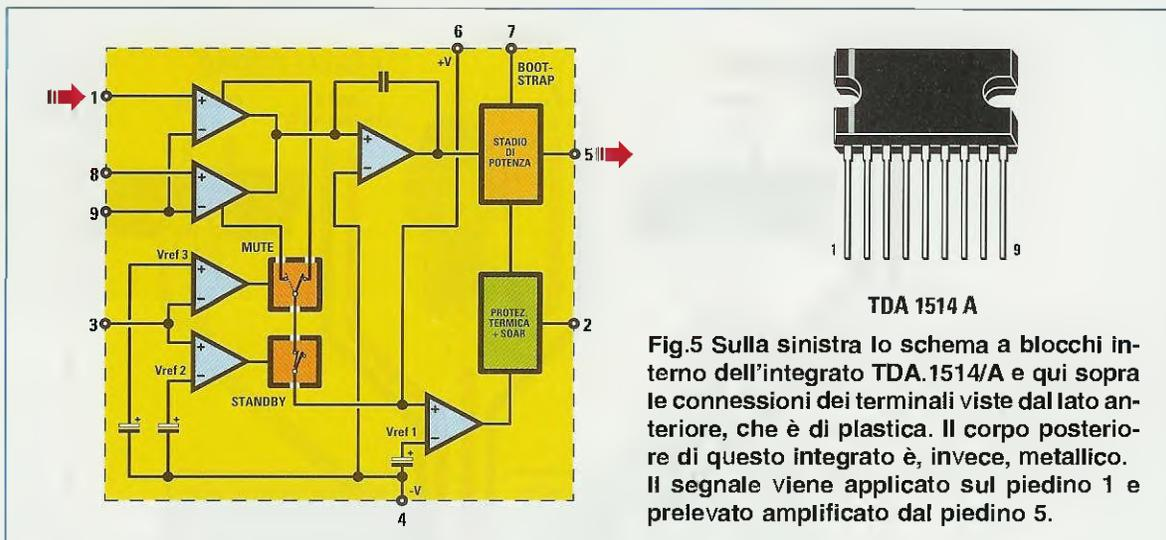 6
7
+V
BOOT-
STRAP
1
+
−
+
−
STADIO
DI
POTENZA
5
8
+
−
9
MUTE
Vref 3
+
−
3
PROTEZ.
TERMICA
+ SOAR
2
+
−
Vref 2
STANDBY
+
−
Vref 1
+
+
+
-V
4
1
9
TDA 1514 A
Fig.5 Sulla sinistra lo schema a blocchi in-
terno dell'integrato TDA.1514/A e qui sopra
le connessioni dei terminali viste dal lato an-
teriore, che è di plastica. Il corpo posterio-
re di questo integrato è, invece, metallico.
Il segnale viene applicato sul piedino 1 e
prelevato amplificato dal piedino 5.